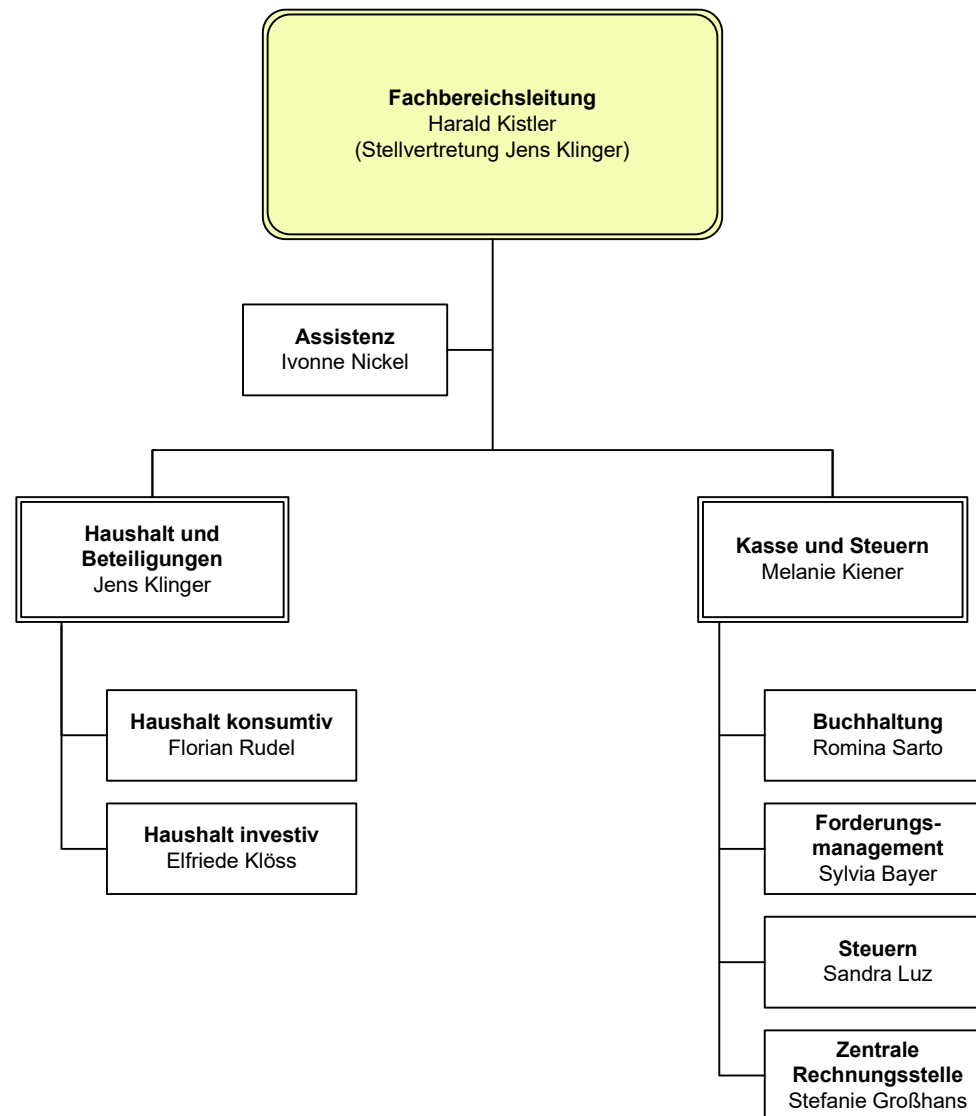 Fachbereichsleitung
Harald Kistler
(Stellvertretung Jens Klinger)
Assistenz
Ivonne Nickel
Haushalt und
Beteiligungen
Jens Klinger
Kasse und Steuern
Melanie Kiener
Haushalt konsumtiv
Florian Rudel
Haushalt investiv
Elfriede Klöss
Buchhaltung
Romina Sarto
Forderungs-
management
Sylvia Bayer
Steuern
Sandra Luz
Zentrale
Rechnungsstelle
Stefanie Großhans